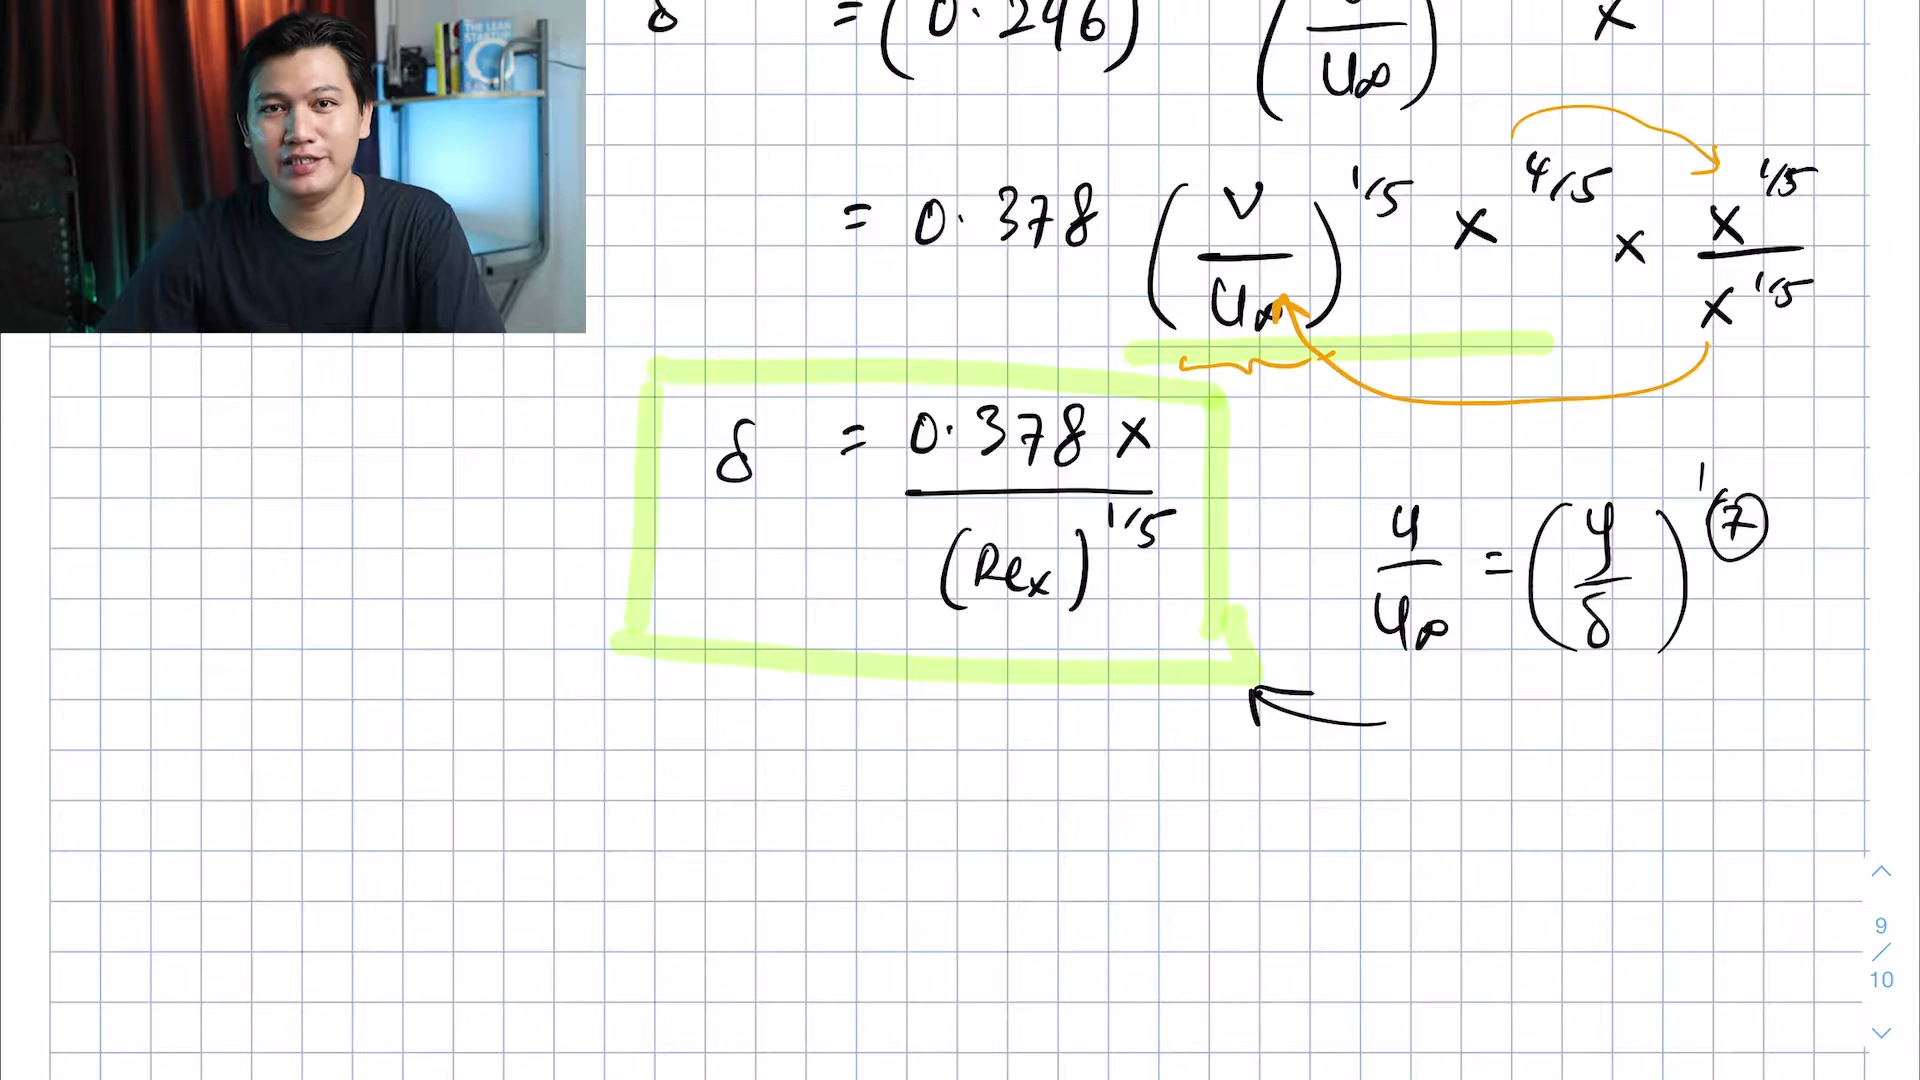 THE LEAN STARTUP
δ = (0.296) ( / U∞) x
= 0.378 (ν / U∞)^1/5 x^4/5 × x^1/5 / x^1/5
δ = 0.378 x / (Rex)^1/5
u / u∞ = (y / δ)^1/7
9
/
10